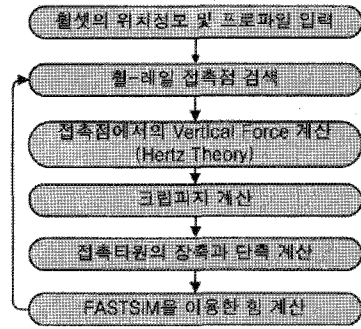 휠셋의 위치정보 및 프로파일 입력
휠-레일 접촉점 검색
접촉점에서의 Vertical Force 계산
(Hertz Theory)
크립피지 계산
접촉타원의 장축과 단축 계산
FASTSIM을 이용한 힘 계산